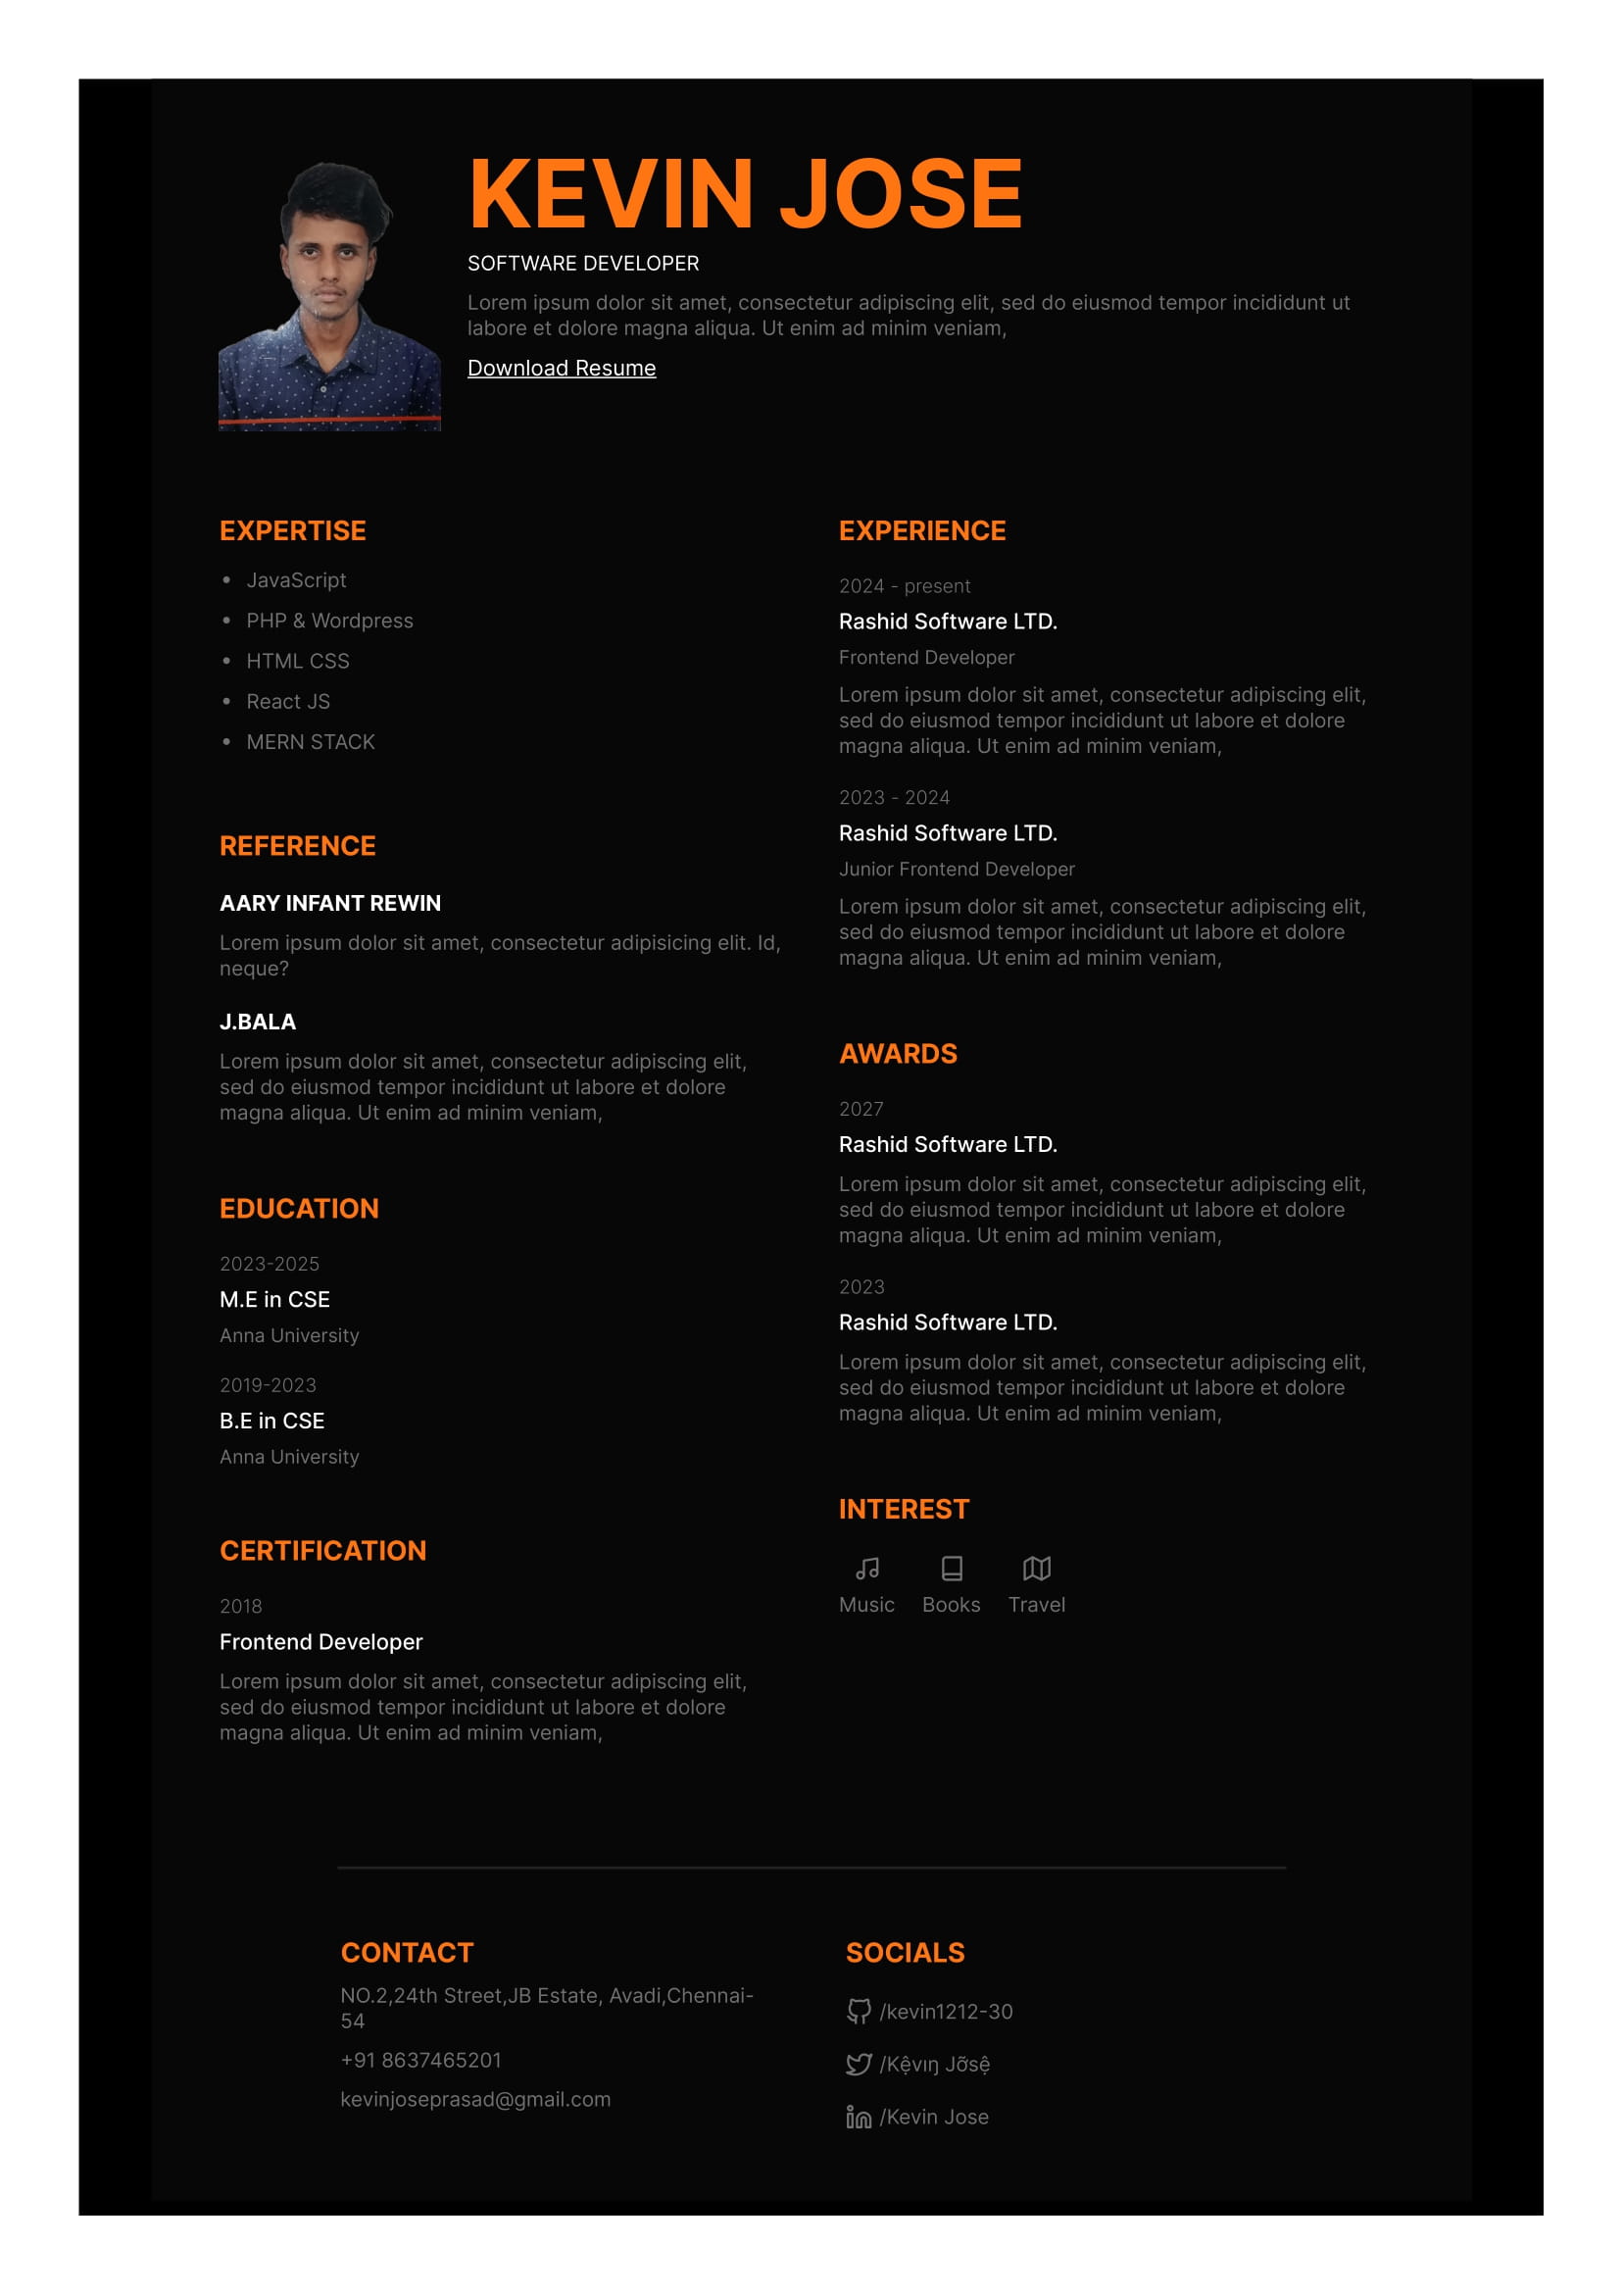 KEVIN JOSE
SOFTWARE DEVELOPER
Lorem ipsum dolor sit amet, consectetur adipiscing elit, sed do eiusmod tempor incididunt ut
labore et dolore magna aliqua. Ut enim ad minim veniam,
Download Resume
EXPERTISE
• JavaScript
• PHP & Wordpress
• HTML CSS
• React JS
• MERN STACK
REFERENCE
AARY INFANT REWIN
Lorem ipsum dolor sit amet, consectetur adipisicing elit. Id,
neque?
J.BALA
Lorem ipsum dolor sit amet, consectetur adipiscing elit,
sed do eiusmod tempor incididunt ut labore et dolore
magna aliqua. Ut enim ad minim veniam,
EDUCATION
2023-2025
M.E in CSE
Anna University
2019-2023
B.E in CSE
Anna University
CERTIFICATION
2018
Frontend Developer
Lorem ipsum dolor sit amet, consectetur adipiscing elit,
sed do eiusmod tempor incididunt ut labore et dolore
magna aliqua. Ut enim ad minim veniam,
EXPERIENCE
2024 - present
Rashid Software LTD.
Frontend Developer
Lorem ipsum dolor sit amet, consectetur adipiscing elit,
sed do eiusmod tempor incididunt ut labore et dolore
magna aliqua. Ut enim ad minim veniam,
2023 - 2024
Rashid Software LTD.
Junior Frontend Developer
Lorem ipsum dolor sit amet, consectetur adipiscing elit,
sed do eiusmod tempor incididunt ut labore et dolore
magna aliqua. Ut enim ad minim veniam,
AWARDS
2027
Rashid Software LTD.
Lorem ipsum dolor sit amet, consectetur adipiscing elit,
sed do eiusmod tempor incididunt ut labore et dolore
magna aliqua. Ut enim ad minim veniam,
2023
Rashid Software LTD.
Lorem ipsum dolor sit amet, consectetur adipiscing elit,
sed do eiusmod tempor incididunt ut labore et dolore
magna aliqua. Ut enim ad minim veniam,
INTEREST
Music Books Travel
CONTACT
NO.2,24th Street,JB Estate, Avadi,Chennai-
54
+91 8637465201
kevinjoseprasad@gmail.com
SOCIALS
/kevin1212-30
/Kệvıŋ Jỡsệ
/Kevin Jose